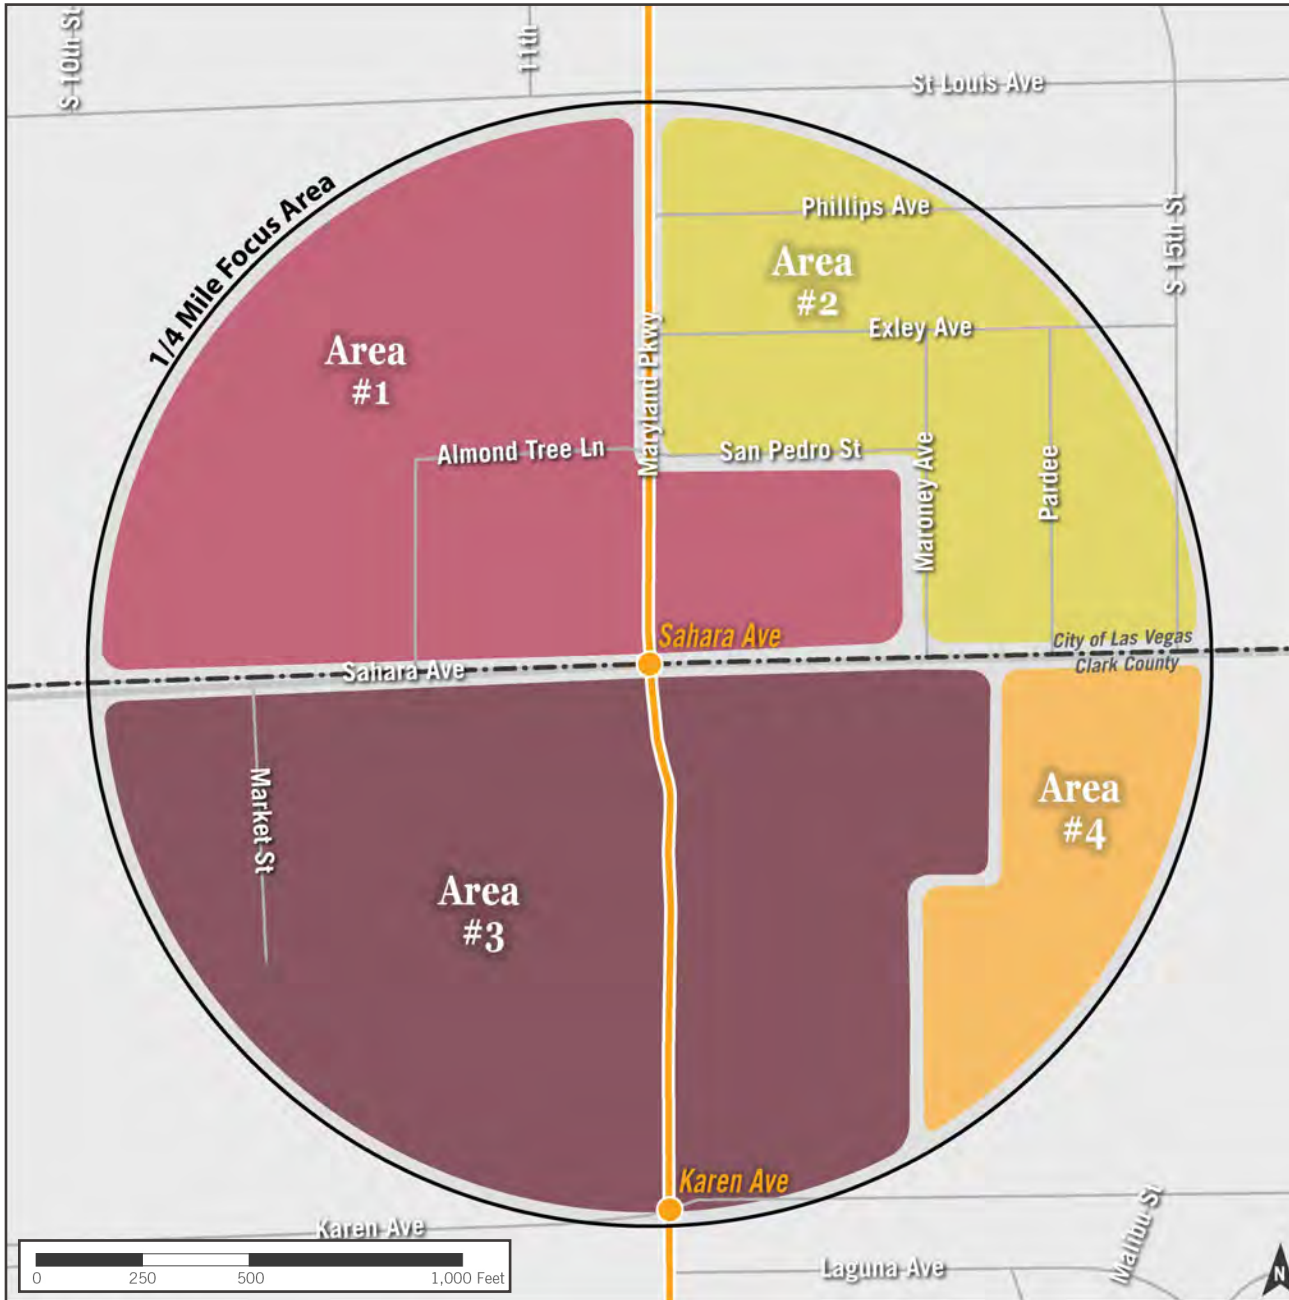 S 10th St
11th
St Louis Ave
1/4 Mile Focus Area
Phillips Ave
S 15th St
Area
#2
Exley Ave
Area
#1
Maryland Pkwy
Almond Tree Ln
San Pedro St
Maroney Ave
Pardee
Sahara Ave
City of Las Vegas
Clark County
Sahara Ave
Market St
Area
#4
Area
#3
Karen Ave
Karen Ave
Malibu St
Laguna Ave
0 250 500 1,000 Feet
N